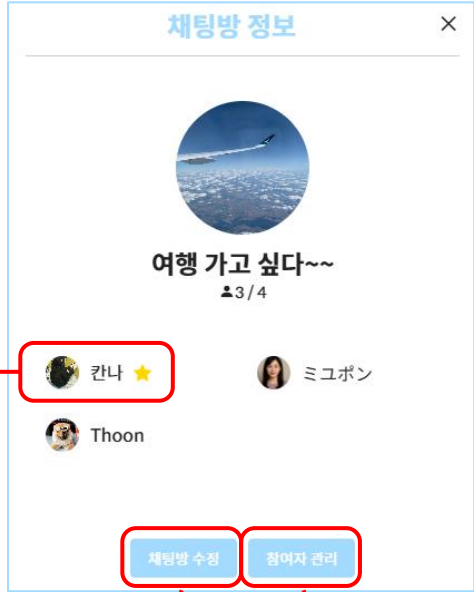 채팅방 정보
여행 가고 싶다~~
3/4
칸나
ミユポン
Thoon
채팅방 수정
참여자 관리